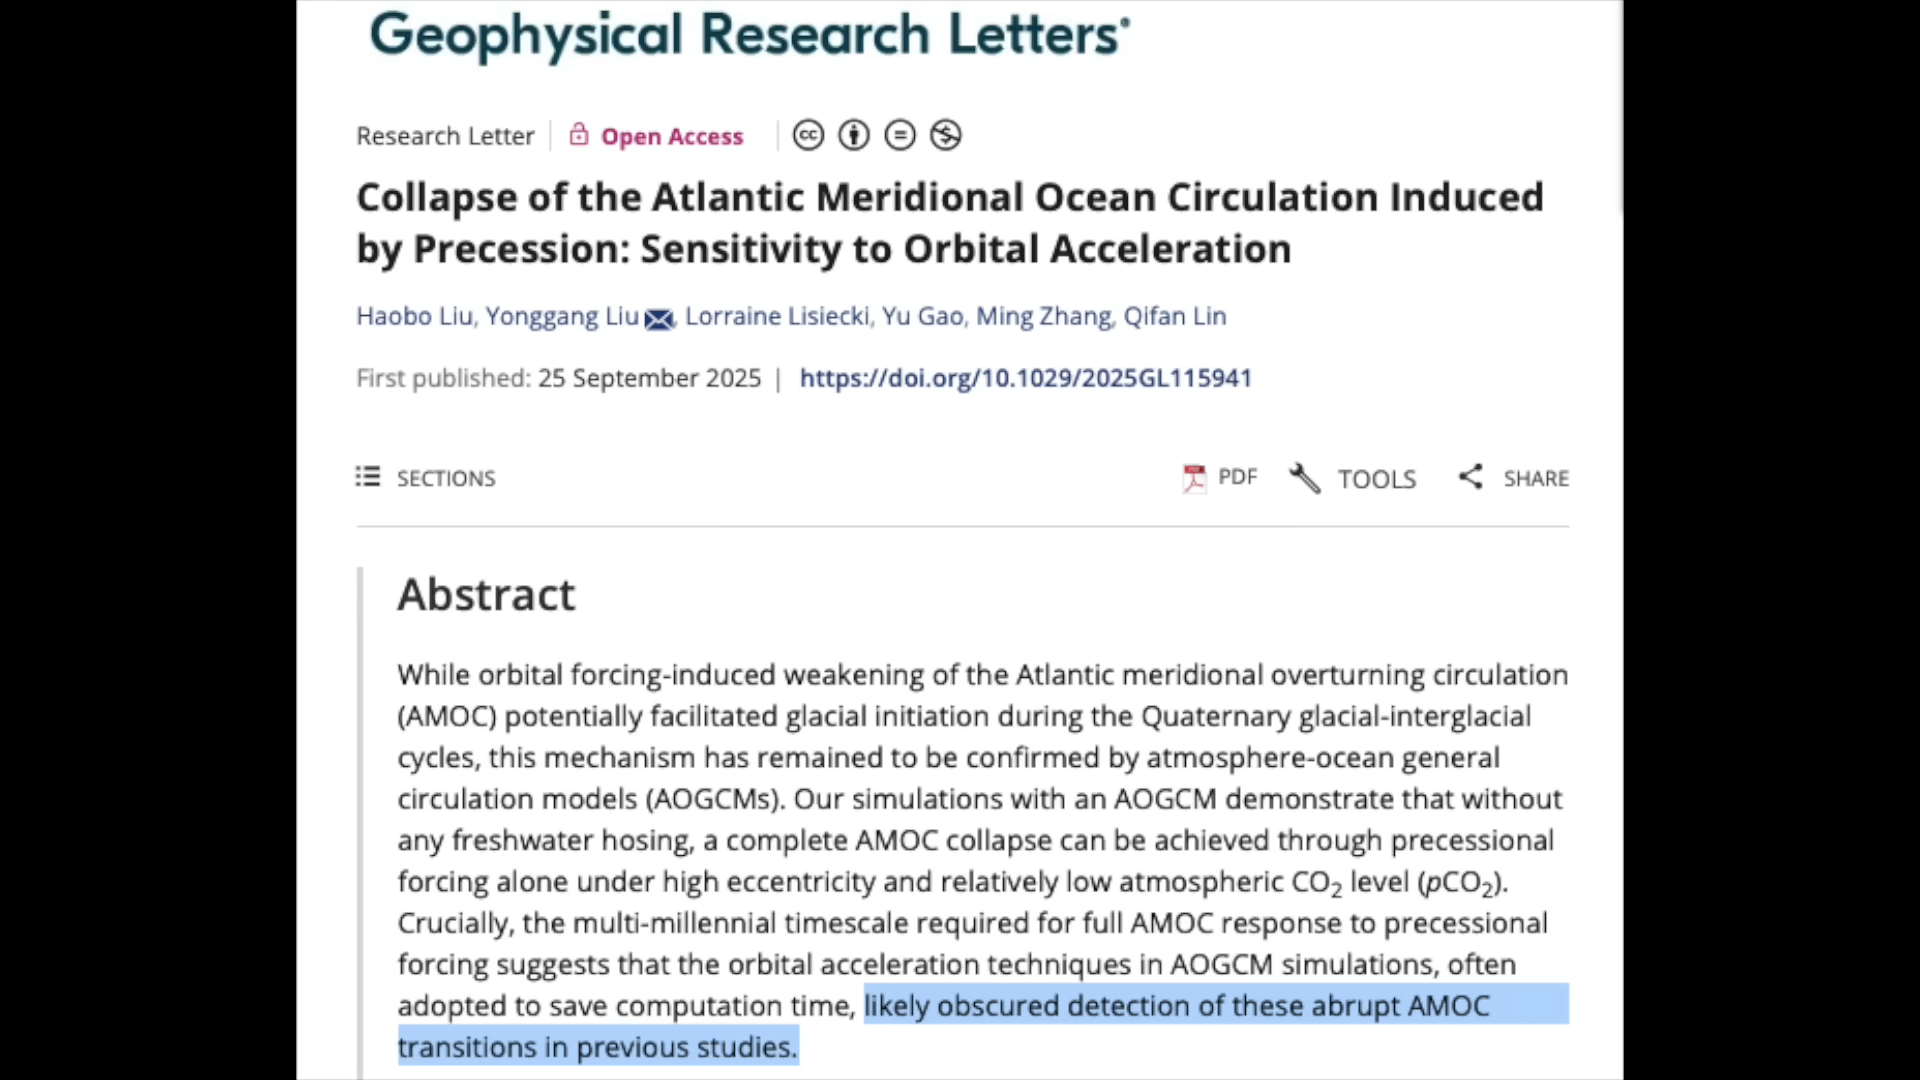 Geophysical Research Letters®
Research Letter | Open Access | cc
Collapse of the Atlantic Meridional Ocean Circulation Induced
by Precession: Sensitivity to Orbital Acceleration
Haobo Liu, Yonggang Liu, Lorraine Lisiecki, Yu Gao, Ming Zhang, Qifan Lin
First published: 25 September 2025 | https://doi.org/10.1029/2025GL115941
SECTIONS PDF TOOLS SHARE
Abstract
While orbital forcing-induced weakening of the Atlantic meridional overturning circulation
(AMOC) potentially facilitated glacial initiation during the Quaternary glacial-interglacial
cycles, this mechanism has remained to be confirmed by atmosphere-ocean general
circulation models (AOGCMs). Our simulations with an AOGCM demonstrate that without
any freshwater hosing, a complete AMOC collapse can be achieved through precessional
forcing alone under high eccentricity and relatively low atmospheric CO₂ level (pCO₂).
Crucially, the multi-millennial timescale required for full AMOC response to precessional
forcing suggests that the orbital acceleration techniques in AOGCM simulations, often
adopted to save computation time, likely obscured detection of these abrupt AMOC
transitions in previous studies.